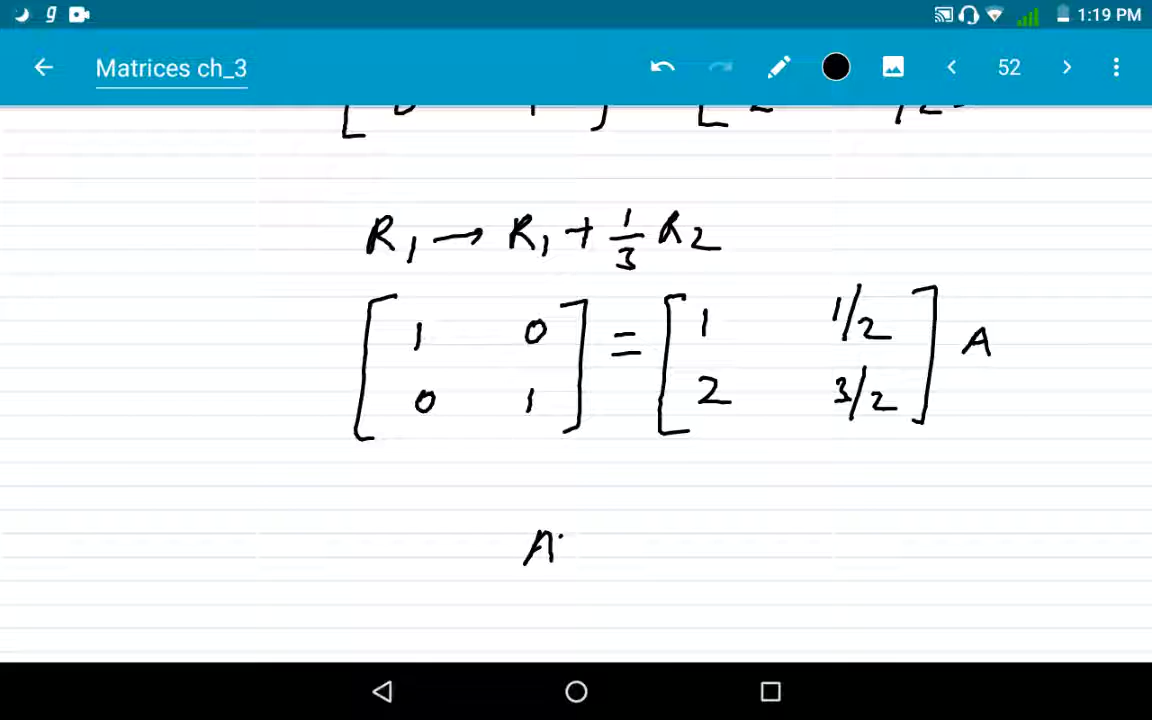 g 1:19 PM
Matrices ch_3 52
R1 → R1 + 1/3 R2
[1 0] = [1 1/2] A
[0 1] [2 3/2]
A